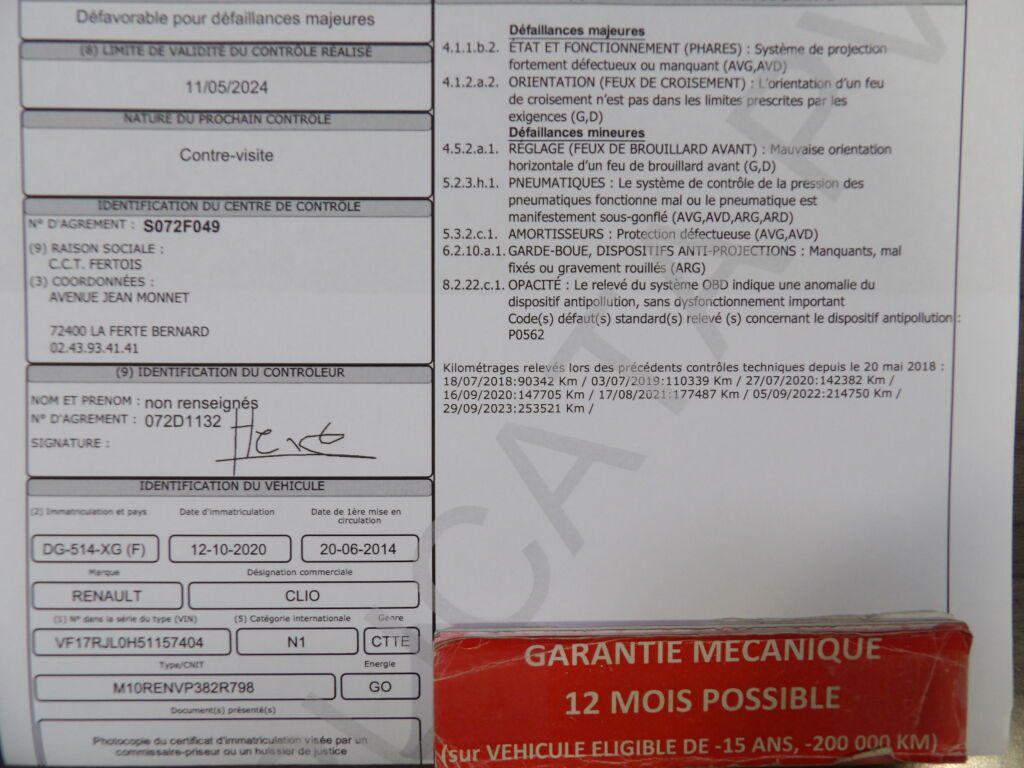 Défavorable pour défaillances majeures
(8) LIMITE DE VALIDITÉ DU CONTRÔLE RÉALISÉ
11/05/2024
NATURE DU PROCHAIN CONTRÔLE
Contre-visite
IDENTIFICATION DU CENTRE DE CONTRÔLE
N° D'AGREMENT : S072F049
(9) RAISON SOCIALE :
C.C.T. FERTOIS
(3) COORDONNÉES :
AVENUE JEAN MONNET
72400 LA FERTE BERNARD
02.43.93.41.41
(9) IDENTIFICATION DU CONTRÔLEUR
NOM ET PRENOM : non renseignés
N° D'AGREMENT : 072D1132
SIGNATURE :
IDENTIFICATION DU VÉHICULE
(2) Immatriculation et pays Date d'immatriculation Date de 1ère mise en
circulation
DG-514-XG (F) 12-10-2020 20-06-2014
Marque Désignation commerciale
RENAULT CLIO
(1) N° dans la série du type (VIN) (5) Catégorie internationale Genre
VF17RJL0H51157404 N1 CTTE
Type/CNIT Energie
M10RENVP382R798 GO
Document(s) présenté(s)
Photocopie du certificat d'immatriculation visée par un
commissaire-priseur ou un huissier de justice
Défaillances majeures
4.1.1.b.2. ÉTAT ET FONCTIONNEMENT (PHARES) : Système de projection
fortement défectueux ou manquant (AVG,AVD)
4.1.2.a.2. ORIENTATION (FEUX DE CROISEMENT) : L'orientation d'un feu
de croisement n'est pas dans les limites prescrites par les
exigences (G,D)
Défaillances mineures
4.5.2.a.1. RÉGLAGE (FEUX DE BROUILLARD AVANT) : Mauvaise orientation
horizontale d'un feu de brouillard avant (G,D)
5.2.3.h.1. PNEUMATIQUES : Le système de contrôle de la pression des
pneumatiques fonctionne mal ou le pneumatique est
manifestement sous-gonflé (AVG,AVD,ARG,ARD)
5.3.2.c.1. AMORTISSEURS : Protection défectueuse (AVG,AVD)
6.2.10.a.1. GARDE-BOUE, DISPOSITIFS ANTI-PROJECTIONS : Manquants, mal
fixés ou gravement rouillés (ARG)
8.2.22.c.1. OPACITÉ : Le relevé du système OBD indique une anomalie du
dispositif antipollution, sans dysfonctionnement important
Code(s) défaut(s) standard(s) relevé (s) concernant le dispositif antipollution :
P0562
Kilométrages relevés lors des précédents contrôles techniques depuis le 20 mai 2018 :
18/07/2018:90342 Km / 03/07/2019:110339 Km / 27/07/2020:142382 Km /
16/09/2020:147705 Km / 17/08/2021:177487 Km / 05/09/2022:214750 Km /
29/09/2023:253521 Km /
GARANTIE MECANIQUE
12 MOIS POSSIBLE
(sur VEHICULE ELIGIBLE DE -15 ANS, -200 000 KM)